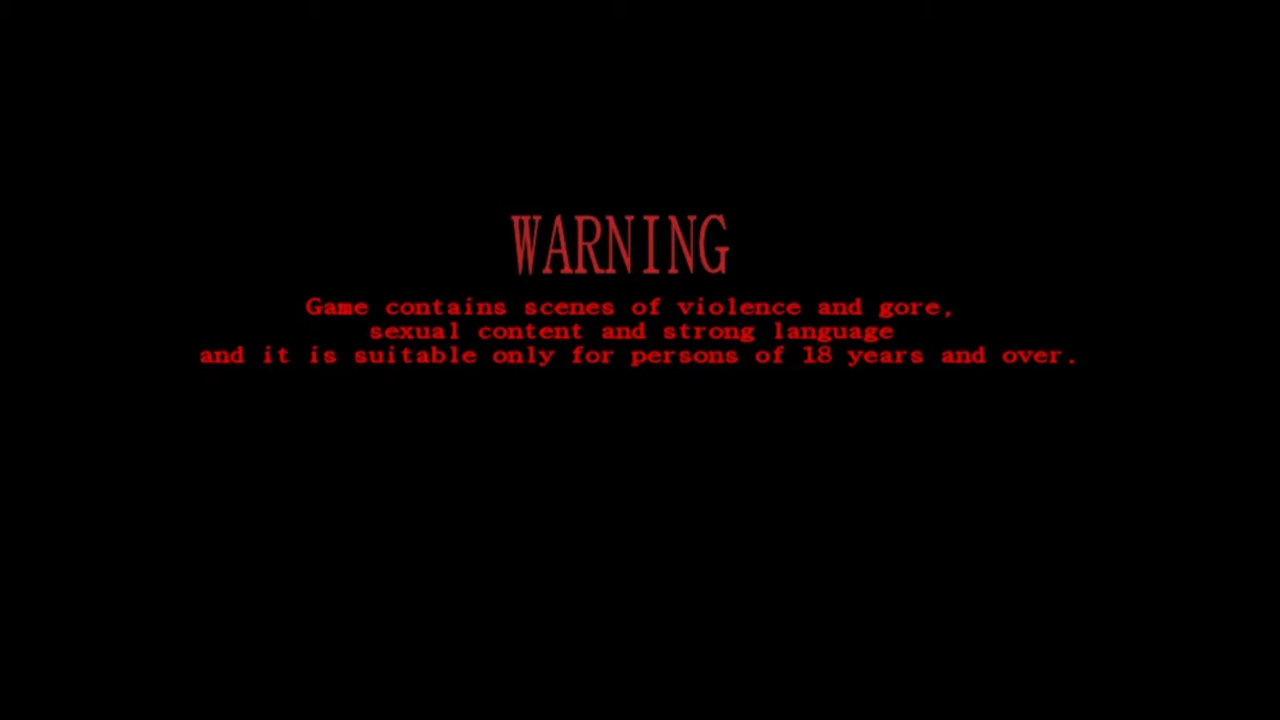 WARNING
Game contains scenes of violence and gore,
sexual content and strong language
and it is suitable only for persons of 18 years and over.